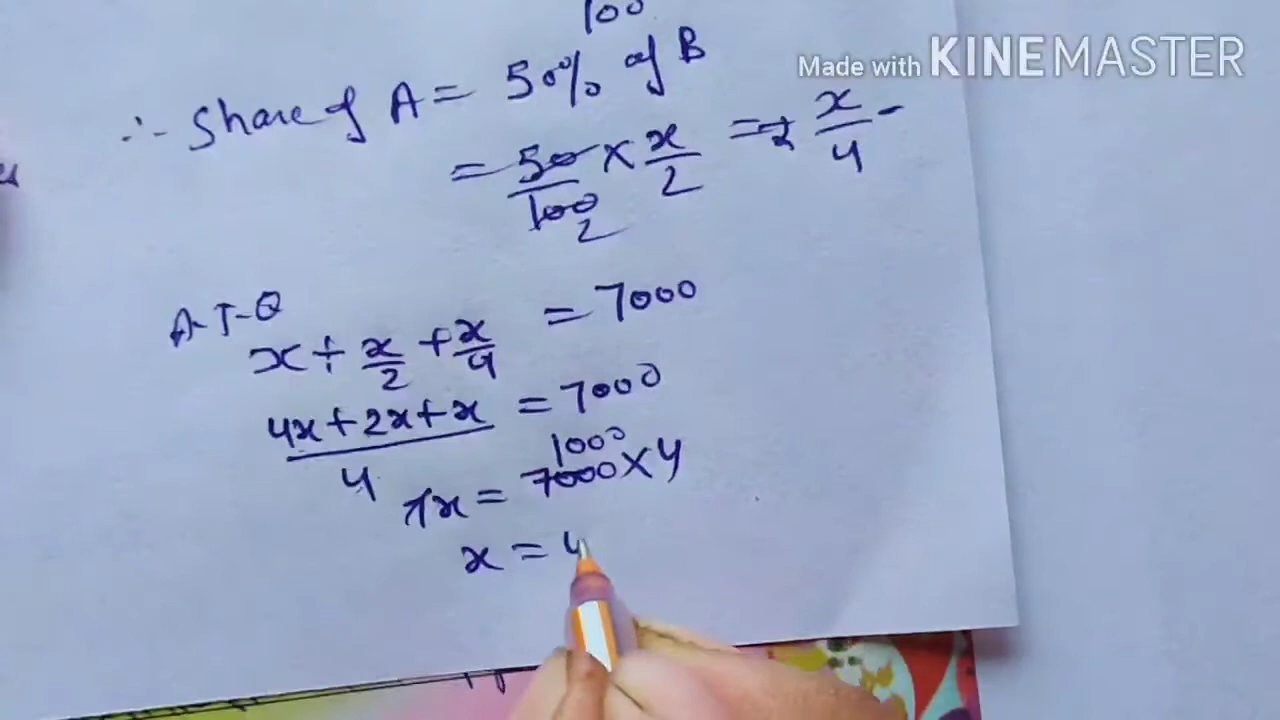 100
Made with KINEMASTER
∴ Share of A = 50% of B
= 50/100 × x/2 = x/4
2
A-T-Q
x + x/2 + x/4 = 7000
4x+2x+x/4 = 7000
1000
7x = 7000 × 4
x = 4